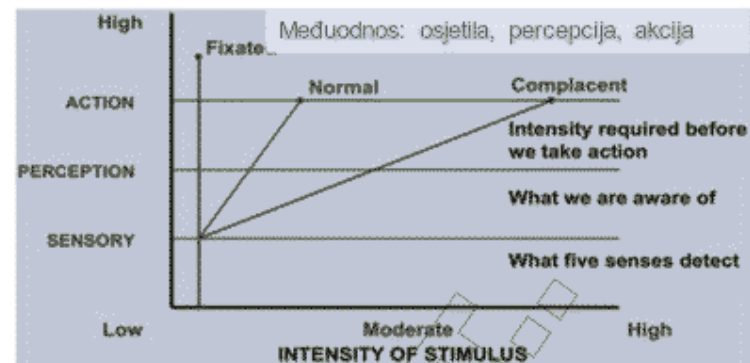 High
Međuodnos: osjetila, percepcija, akcija
Normal
Complacent
ACTION
Intensity required before
we take action
PERCEPTION
What we are aware of
SENSORY
What five senses detect
Low
Moderate
High
INTENSITY OF STIMULUS